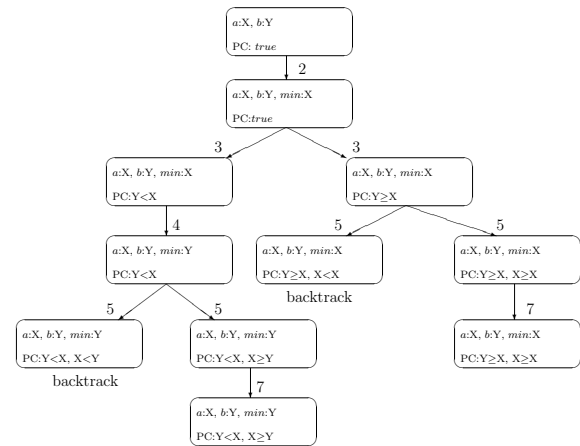 a:X, b:Y
PC: true
2
a:X, b:Y, min:X
PC:true
3
3
a:X, b:Y, min:X
PC:Y<X
a:X, b:Y, min:X
PC:Y≥X
4
5
5
a:X, b:Y, min:Y
PC:Y<X
a:X, b:Y, min:X
PC:Y≥X, X<X
backtrack
a:X, b:Y, min:X
PC:Y≥X, X≥X
5
5
7
a:X, b:Y, min:Y
PC:Y<X, X<Y
backtrack
a:X, b:Y, min:Y
PC:Y<X, X≥Y
a:X, b:Y, min:X
PC:Y≥X, X≥X
7
a:X, b:Y, min:Y
PC:Y<X, X≥Y